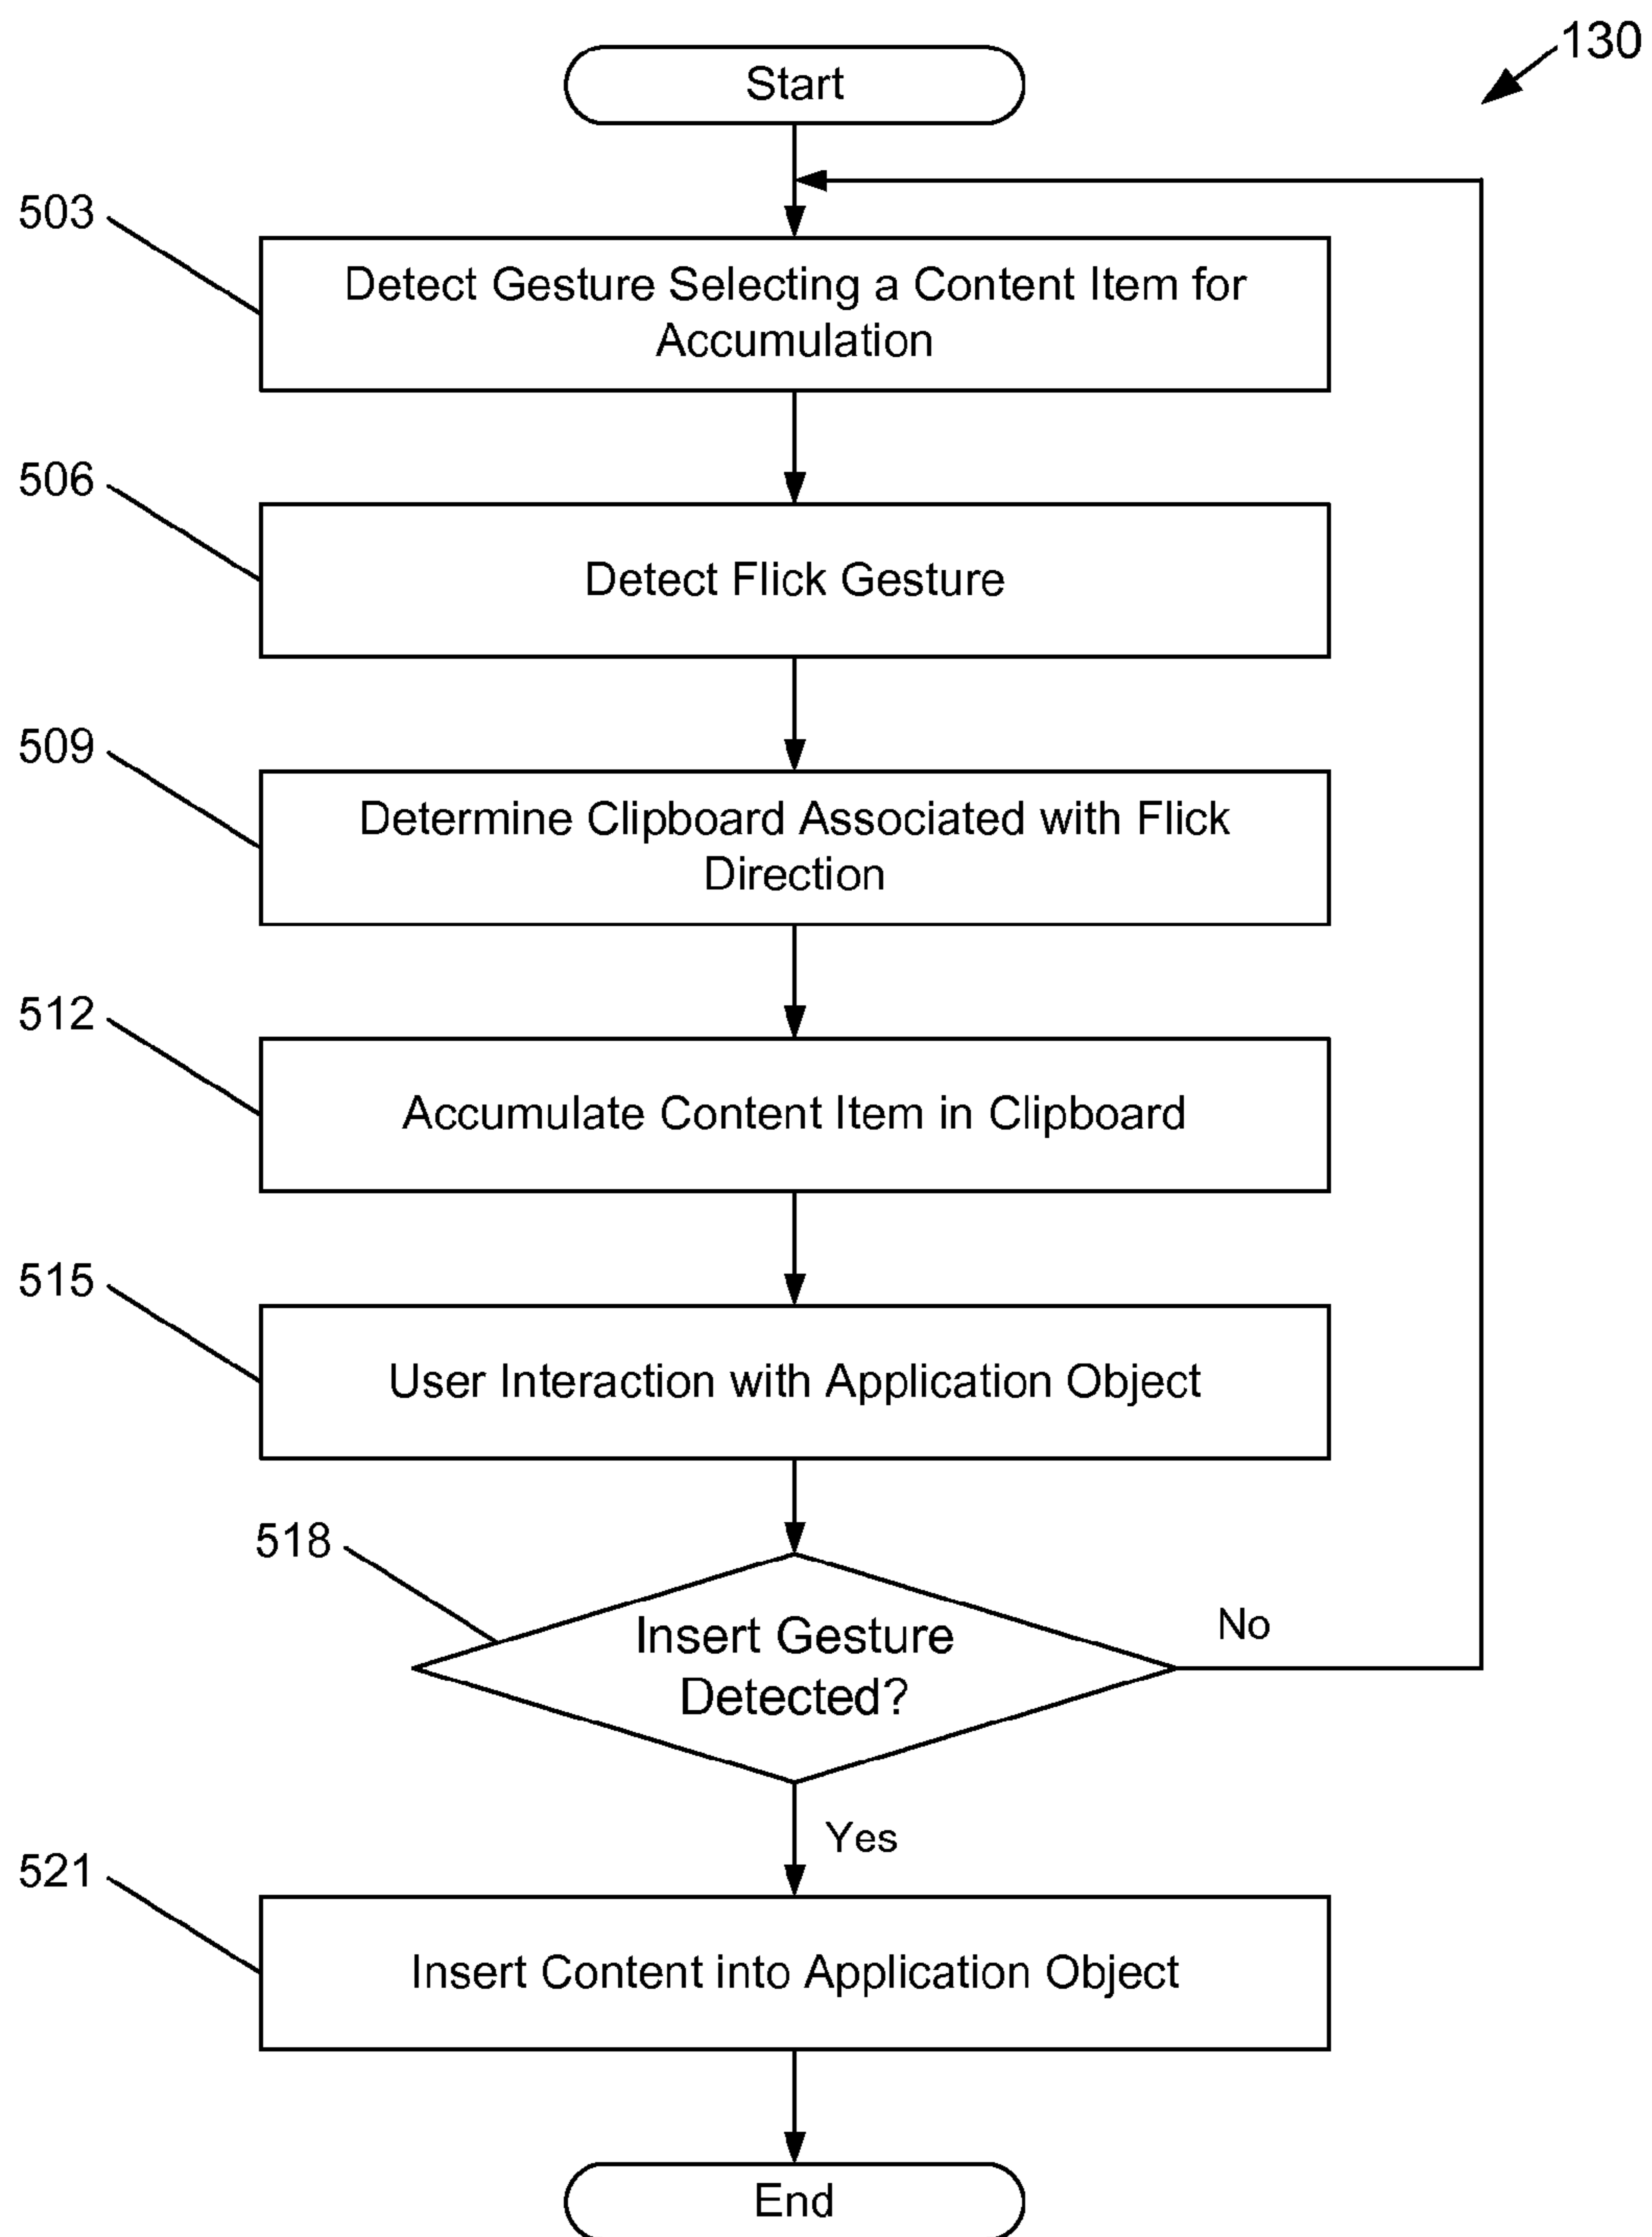 130
Start
503
Detect Gesture Selecting a Content Item for
Accumulation
506
Detect Flick Gesture
509
Determine Clipboard Associated with Flick
Direction
512
Accumulate Content Item in Clipboard
515
User Interaction with Application Object
518
Insert Gesture
Detected?
No
Yes
521
Insert Content into Application Object
End